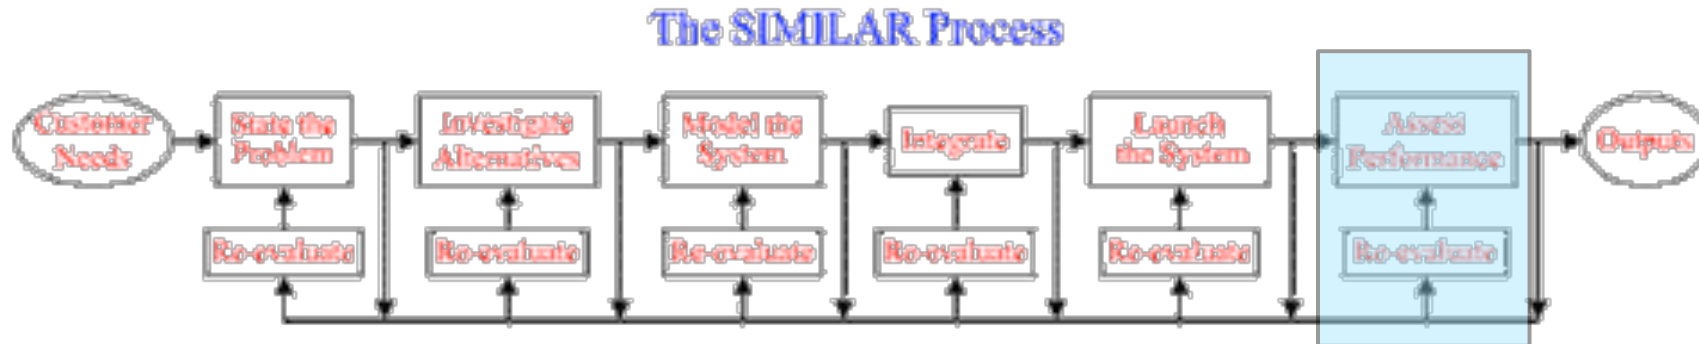 The SIMILAR Process
Customer
Needs
State the
Problem
Investigate
Alternatives
Model the
System
Integrate
Launch
the System
Assess
Performance
Outputs
Re-evaluate
Re-evaluate
Re-evaluate
Re-evaluate
Re-evaluate
Re-evaluate